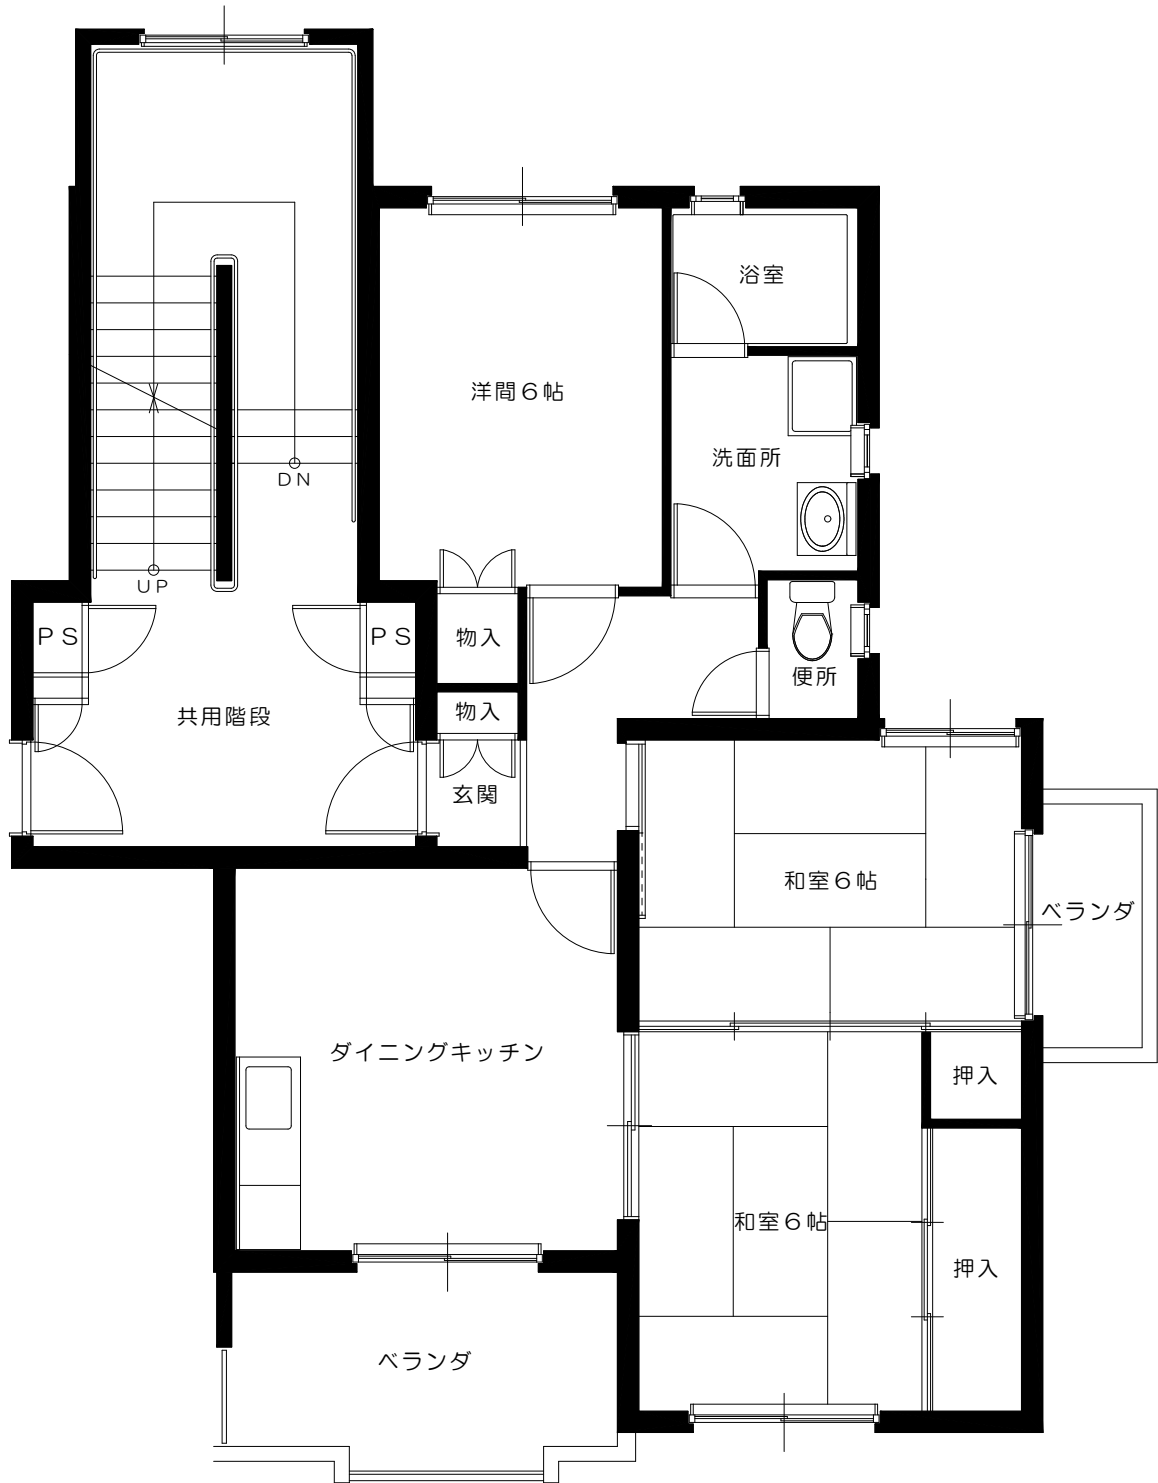 浴室
洋間６帖
洗面所
DN
UP
PS
PS
物入
便所
物入
共用階段
玄関
和室６帖
ベランダ
ダイニングキッチン
押入
和室６帖
押入
ベランダ